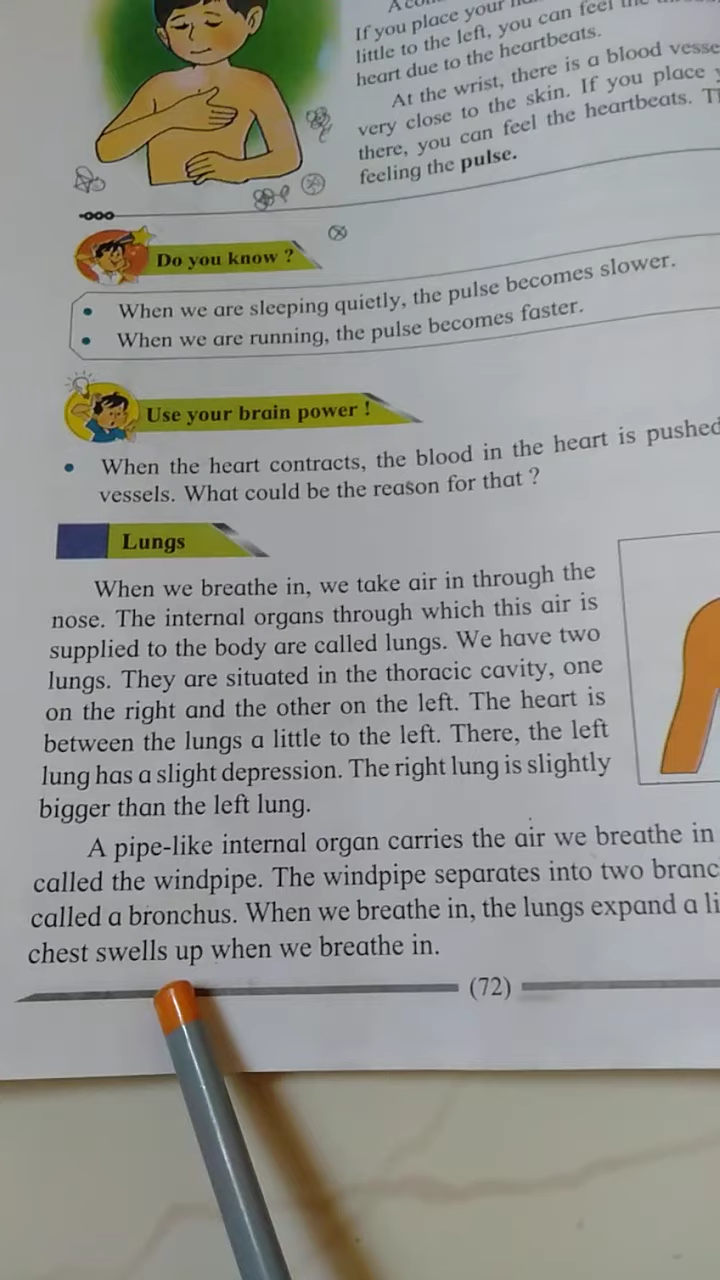 If you place your
little to the left, you can feel
heart due to the heartbeats.
At the wrist, there is a blood
very close to the skin. If you place
there, you can feel the heartbeats.
feeling the pulse.
Do you know ?
• When we are sleeping quietly, the pulse becomes slower.
• When we are running, the pulse becomes faster.
Use your brain power !
• When the heart contracts, the blood in the heart is pushed
vessels. What could be the reason for that ?
Lungs
When we breathe in, we take air in through the
nose. The internal organs through which this air is
supplied to the body are called lungs. We have two
lungs. They are situated in the thoracic cavity, one
on the right and the other on the left. The heart is
between the lungs a little to the left. There, the left
lung has a slight depression. The right lung is slightly
bigger than the left lung.
A pipe-like internal organ carries the air we breathe in
called the windpipe. The windpipe separates into two
called a bronchus. When we breathe in, the lungs expand a
chest swells up when we breathe in.
(72)